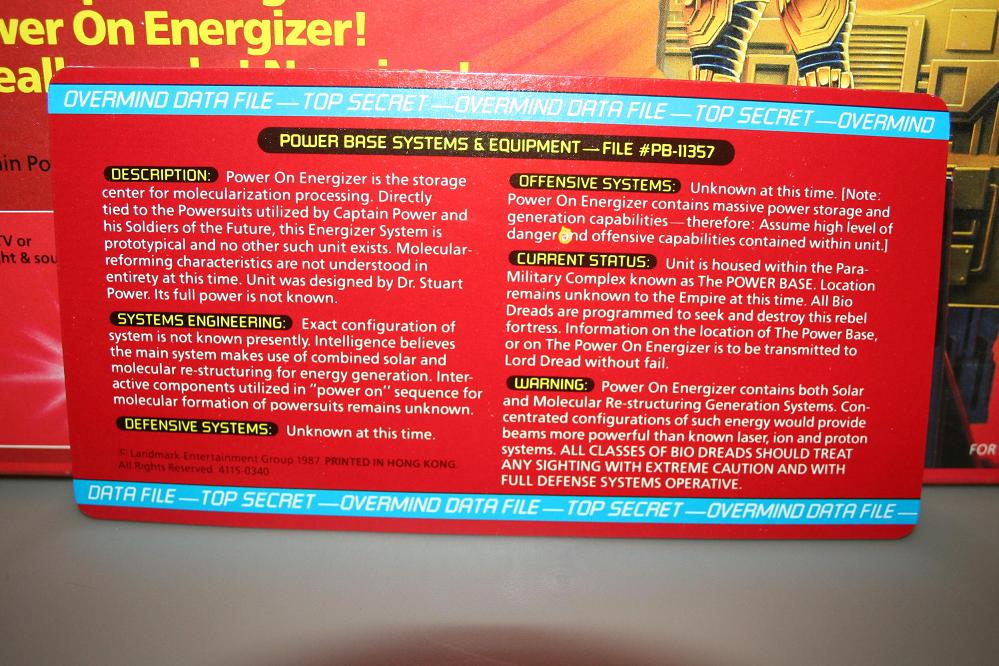 wer On Energizer!
OVERMIND DATA FILE — TOP SECRET — OVERMIND DATA FILE — TOP SECRET — OVERMIND
POWER BASE SYSTEMS & EQUIPMENT — FILE #PB-11357
DESCRIPTION: Power On Energizer is the storage
center for molecularization processing. Directly
tied to the Powersuits utilized by Captain Power and
his Soldiers of the Future, this Energizer System is
prototypical and no other such unit exists. Molecular-
reforming characteristics are not understood in
entirety at this time. Unit was designed by Dr. Stuart
Power. Its full power is not known.
SYSTEMS ENGINEERING: Exact configuration of
system is not known presently. Intelligence believes
the main system makes use of combined solar and
molecular re-structuring for energy generation. Inter-
active components utilized in "power on" sequence for
molecular formation of powersuits remains unknown.
DEFENSIVE SYSTEMS: Unknown at this time.
© Landmark Entertainment Group 1987. PRINTED IN HONG KONG.
All Rights Reserved. 4115-0340
OFFENSIVE SYSTEMS: Unknown at this time. [Note:
Power On Energizer contains massive power storage and
generation capabilities — therefore: Assume high level of
danger and offensive capabilities contained within unit.]
CURRENT STATUS: Unit is housed within the Para-
Military Complex known as The POWER BASE. Location
remains unknown to the Empire at this time. All Bio
Dreads are programmed to seek and destroy this rebel
fortress. Information on the location of The Power Base,
or on The Power On Energizer is to be transmitted to
Lord Dread without fail.
WARNING: Power On Energizer contains both Solar
and Molecular Re-structuring Generation Systems. Con-
centrated configurations of such energy would provide
beams more powerful than known laser, ion and proton
systems. ALL CLASSES OF BIO DREADS SHOULD TREAT
ANY SIGHTING WITH EXTREME CAUTION AND WITH
FULL DEFENSE SYSTEMS OPERATIVE.
DATA FILE — TOP SECRET — OVERMIND DATA FILE — TOP SECRET — OVERMIND DATA FILE —
in Po
TV or
ht & sou
FOR